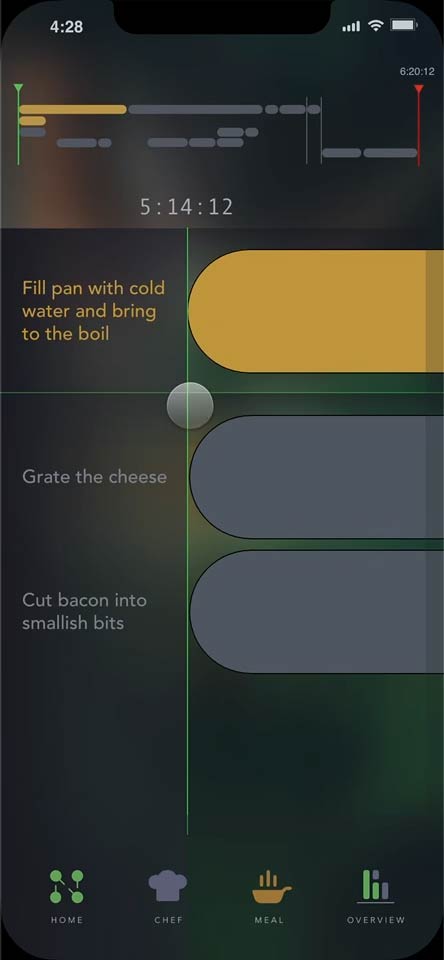 4:28
6:20:12
5:14:12
Fill pan with cold
water and bring
to the boil
Grate the cheese
Cut bacon into
smallish bits
HOME
CHEF
MEAL
OVERVIEW